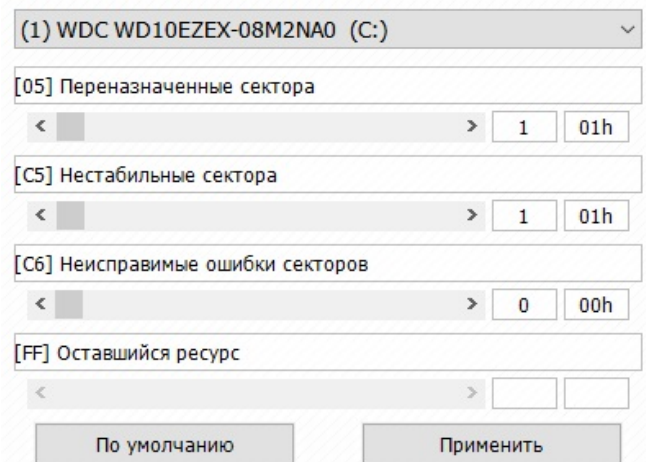 (1) WDC WD10EZEX-08M2NA0 (C:)
[05] Переназначенные сектора
1 01h
[C5] Нестабильные сектора
1 01h
[C6] Неисправимые ошибки секторов
0 00h
[FF] Оставшийся ресурс
По умолчанию Применить